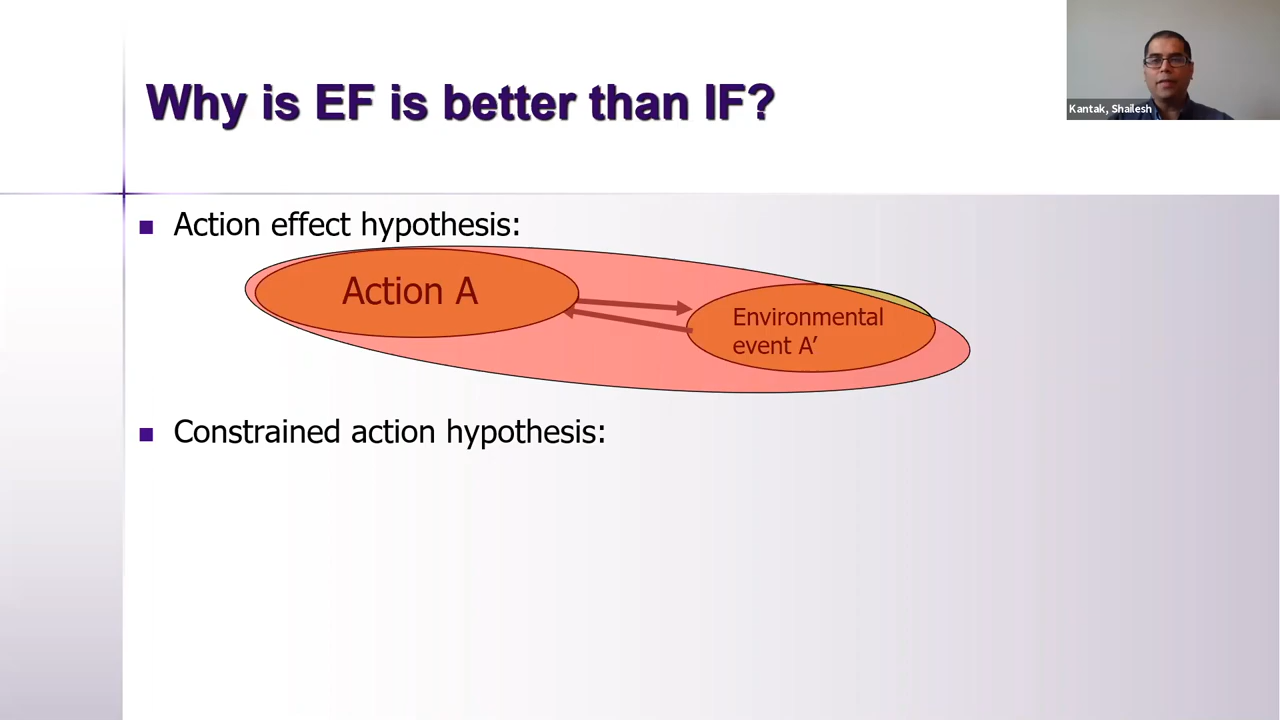 Why is EF is better than IF?
Kantak, Shailesh
Action effect hypothesis:
Action A
Environmental
event A’
Constrained action hypothesis: